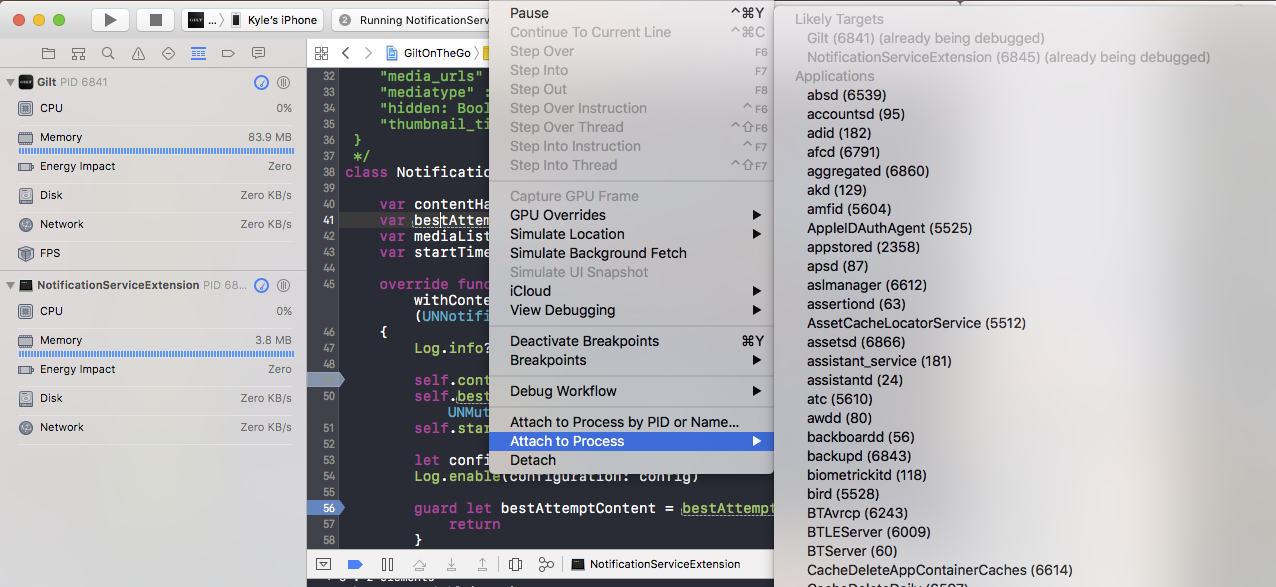 GILT ... 〉 Kyle's iPhone
2 Running NotificationServ
Gilt PID 6841
CPU 0%
Memory 83.9 MB
Energy Impact Zero
Disk Zero KB/s
Network Zero KB/s
FPS
NotificationServiceExtension PID 68...
CPU 0%
Memory 3.8 MB
Energy Impact Zero
Disk Zero KB/s
Network Zero KB/s
GiltOnTheGo
32 "media_urls"
33 "mediatype" :
34 "hidden: Bool
35 "thumbnail_ti
36 }
37 */
38 class Notificatio
39
40 var contentHa
41 var bestAttem
42 var mediaList
43 var startTime
44
45 override func
withConte
(UNNotifi
46 {
47 Log.info?
48
self.cont
50 self.best
UNMut
51 self.star
52
53 let confi
54 Log.enable(configuration: config)
55
56 guard let bestAttemptContent = bestAttempt
57 return
58 }
NotificationServiceExtension
Pause ^⌘Y
Continue To Current Line ^⌘C
Step Over F6
Step Into F7
Step Out F8
Step Over Instruction ^F6
Step Over Thread ^⇧F6
Step Into Instruction ^F7
Step Into Thread ^⇧F7
Capture GPU Frame
GPU Overrides
Simulate Location
Simulate Background Fetch
Simulate UI Snapshot
iCloud
View Debugging
Deactivate Breakpoints ⌘Y
Breakpoints
Debug Workflow
Attach to Process by PID or Name...
Attach to Process
Detach
Likely Targets
Gilt (6841) (already being debugged)
NotificationServiceExtension (6845) (already being debugged)
Applications
absd (6539)
accountsd (95)
adid (182)
afcd (6791)
aggregated (6860)
akd (129)
amfid (5604)
AppleIDAuthAgent (5525)
appstored (2358)
apsd (87)
aslmanager (6612)
assertiond (63)
AssetCacheLocatorService (5512)
assetsd (6866)
assistant_service (181)
assistantd (24)
atc (5610)
awdd (80)
backboardd (56)
backupd (6843)
biometrickitd (118)
bird (5528)
BTAvrcp (6243)
BTLEServer (6009)
BTServer (60)
CacheDeleteAppContainerCaches (6614)